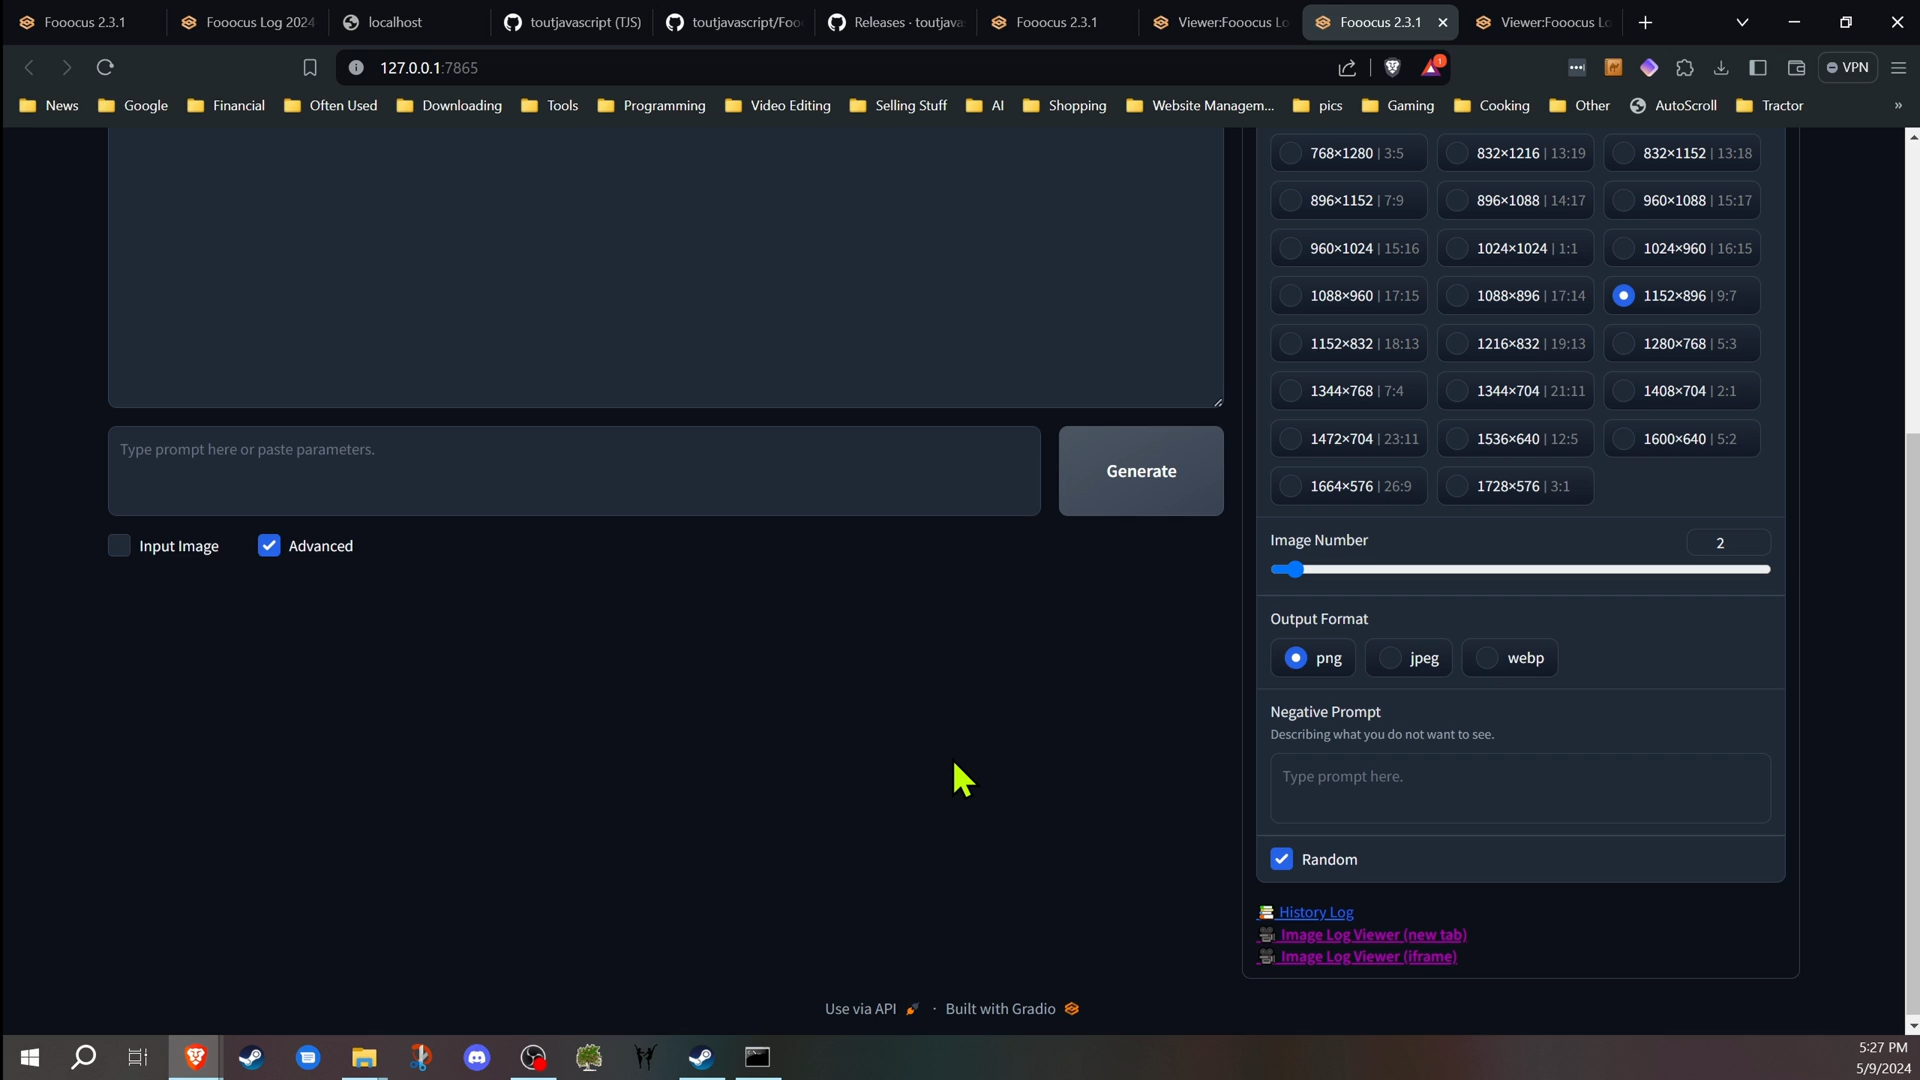 Fooocus 2.3.1
Fooocus Log 2024
localhost
toutjavascript (TJS)
toutjavascript/Foo
Releases · toutjava
Fooocus 2.3.1
Viewer:Fooocus Lo
Fooocus 2.3.1
Viewer:Fooocus Lo
127.0.0.1:7865
1
VPN
News
Google
Financial
Often Used
Downloading
Tools
Programming
Video Editing
Selling Stuff
AI
Shopping
Website Managem...
pics
Gaming
Cooking
Other
AutoScroll
Tractor
»
768×1280 | 3:5
832×1216 | 13:19
832×1152 | 13:18
896×1152 | 7:9
896×1088 | 14:17
960×1088 | 15:17
960×1024 | 15:16
1024×1024 | 1:1
1024×960 | 16:15
1088×960 | 17:15
1088×896 | 17:14
1152×896 | 9:7
1152×832 | 18:13
1216×832 | 19:13
1280×768 | 5:3
1344×768 | 7:4
1344×704 | 21:11
1408×704 | 2:1
1472×704 | 23:11
1536×640 | 12:5
1600×640 | 5:2
1664×576 | 26:9
1728×576 | 3:1
Type prompt here or paste parameters.
Generate
Input Image
Advanced
Image Number
2
Output Format
png
jpeg
webp
Negative Prompt
Describing what you do not want to see.
Type prompt here.
Random
History Log
Image Log Viewer (new tab)
Image Log Viewer (iframe)
Use via API · Built with Gradio
5:27 PM
5/9/2024